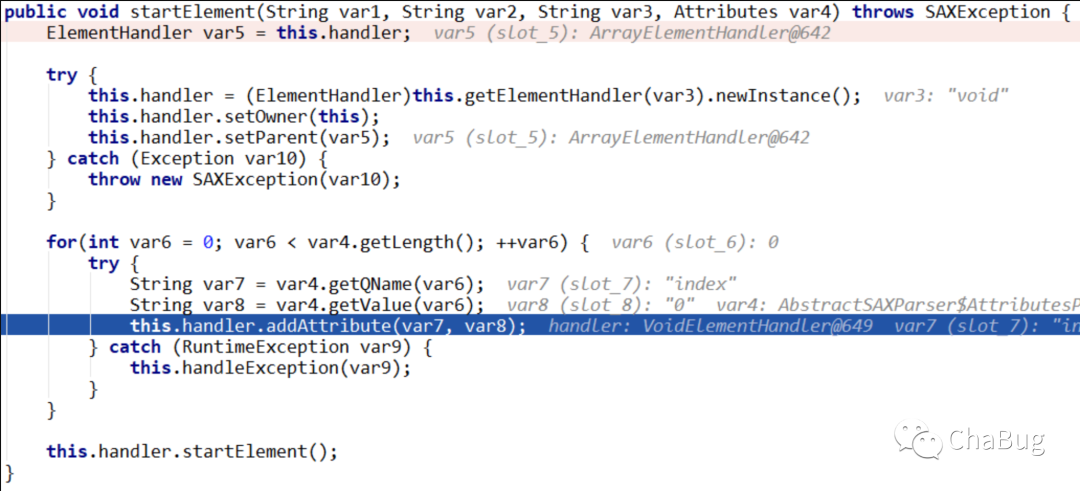 public void startElement(String var1, String var2, String var3, Attributes var4) throws SAXException {
    ElementHandler var5 = this.handler;  var5 (slot_5): ArrayElementHandler@642

    try {
        this.handler = (ElementHandler)this.getElementHandler(var3).newInstance();  var3: "void"
        this.handler.setOwner(this);
        this.handler.setParent(var5);  var5 (slot_5): ArrayElementHandler@642
    } catch (Exception var10) {
        throw new SAXException(var10);
    }

    for(int var6 = 0; var6 < var4.getLength(); ++var6) {  var6 (slot_6): 0
        try {
            String var7 = var4.getQName(var6);  var7 (slot_7): "index"
            String var8 = var4.getValue(var6);  var8 (slot_8): "0"  var4: AbstractSAXParser$AttributesP
            this.handler.addAttribute(var7, var8);  handler: VoidElementHandler@649  var7 (slot_7): "in
        } catch (RuntimeException var9) {
            this.handleException(var9);
        }
    }

    this.handler.startElement();
}
ChaBug